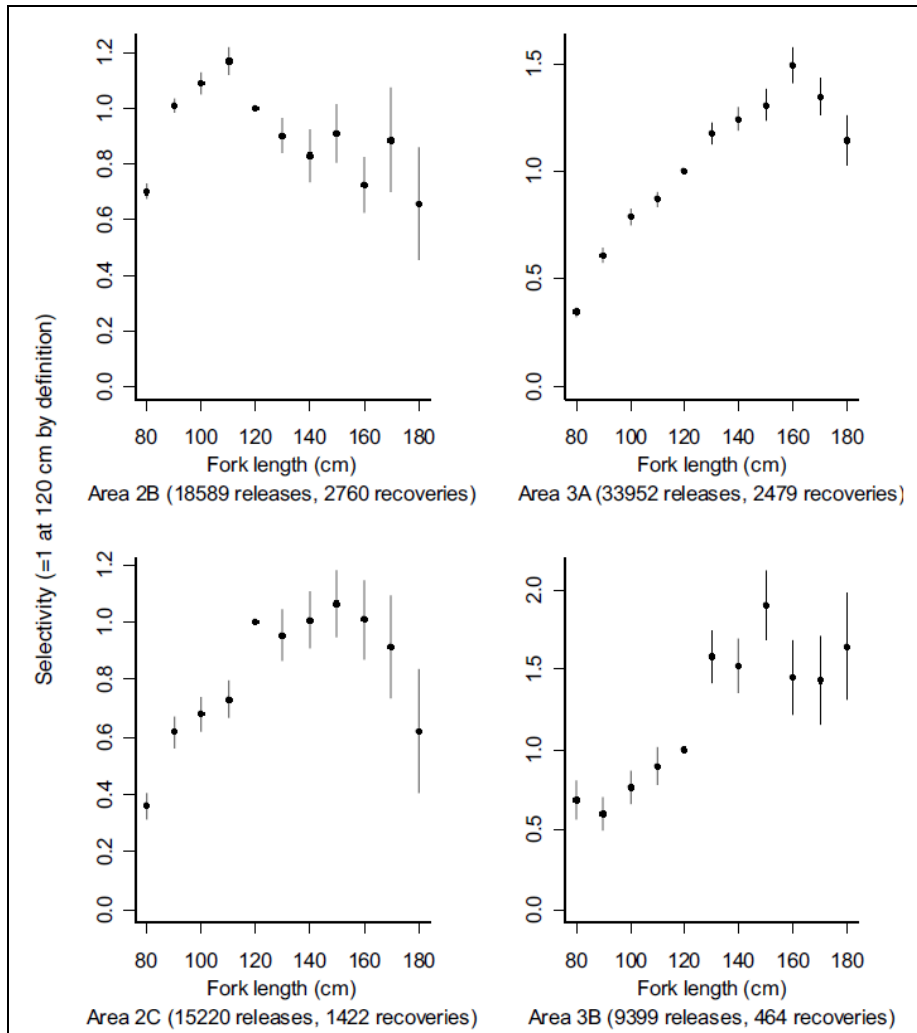 Selectivity (=1 at 120 cm by definition)
0.0 0.2 0.4 0.6 0.8 1.0 1.2
80 100 120 140 160 180
Fork length (cm)
Area 2B (18589 releases, 2760 recoveries)
0.0 0.5 1.0 1.5
80 100 120 140 160 180
Fork length (cm)
Area 3A (33952 releases, 2479 recoveries)
0.0 0.2 0.4 0.6 0.8 1.0 1.2
80 100 120 140 160 180
Fork length (cm)
Area 2C (15220 releases, 1422 recoveries)
0.0 0.5 1.0 1.5 2.0
80 100 120 140 160 180
Fork length (cm)
Area 3B (9399 releases, 464 recoveries)